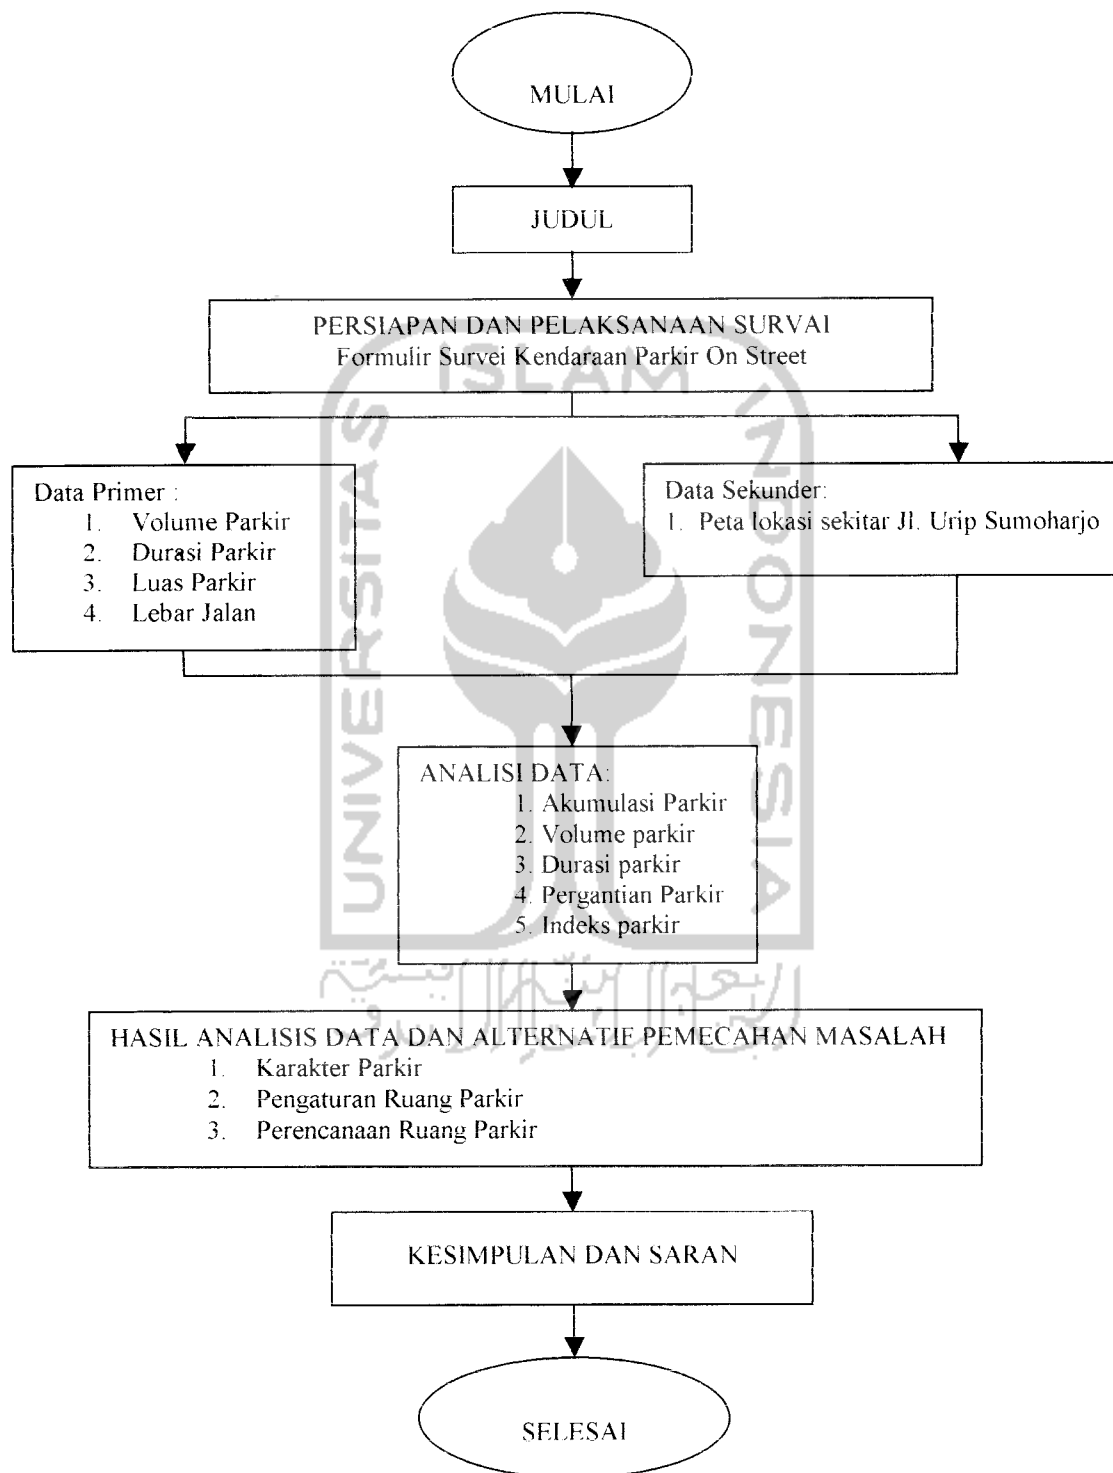 MULAI
JUDUL
PERSIAPAN DAN PELAKSANAAN SURVAI
Formulir Survei Kendaraan Parkir On Street
Data Primer :
1. Volume Parkir
2. Durasi Parkir
3. Luas Parkir
4. Lebar Jalan
Data Sekunder:
1. Peta lokasi sekitar Jl. Urip Sumoharjo
ANALISI DATA:
1. Akumulasi Parkir
2. Volume parkir
3. Durasi parkir
4. Pergantian Parkir
5. Indeks parkir
HASIL ANALISIS DATA DAN ALTERNATIF PEMECAHAN MASALAH
1. Karakter Parkir
2. Pengaturan Ruang Parkir
3. Perencanaan Ruang Parkir
KESIMPULAN DAN SARAN
SELESAI
UNIVERSITAS
ISLAM
INDONESIA